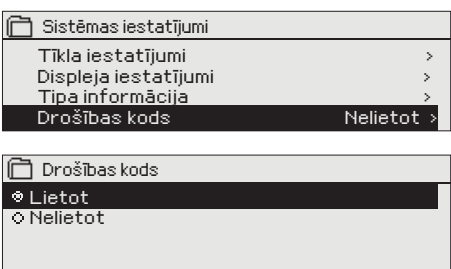 Sistēmas iestatījumi
Tīkla iestatījumi >
Displeja iestatījumi >
Tipa informācija >
Drošības kods Nelietot >
Drošības kods
Lietot
Nelietot